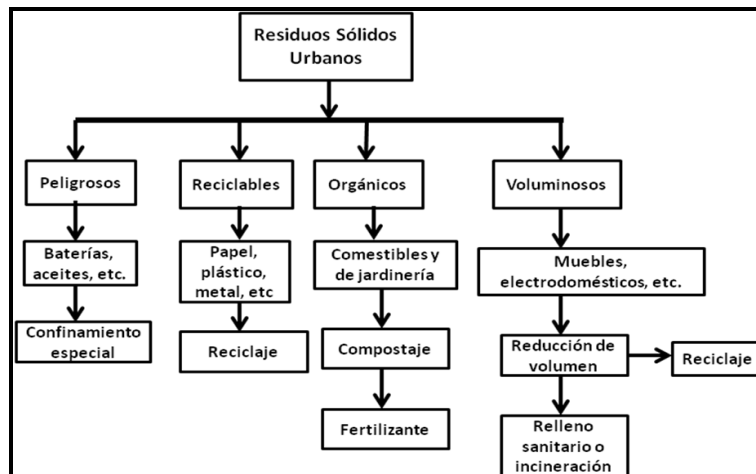 Residuos Sólidos
Urbanos
Peligrosos
Reciclables
Orgánicos
Voluminosos
Baterías,
aceites, etc.
Papel,
plástico,
metal, etc
Comestibles y
de jardinería
Muebles,
electrodomésticos, etc.
Confinamiento
especial
Reciclaje
Compostaje
Reducción de
volumen
Reciclaje
Fertilizante
Relleno
sanitario o
incineración